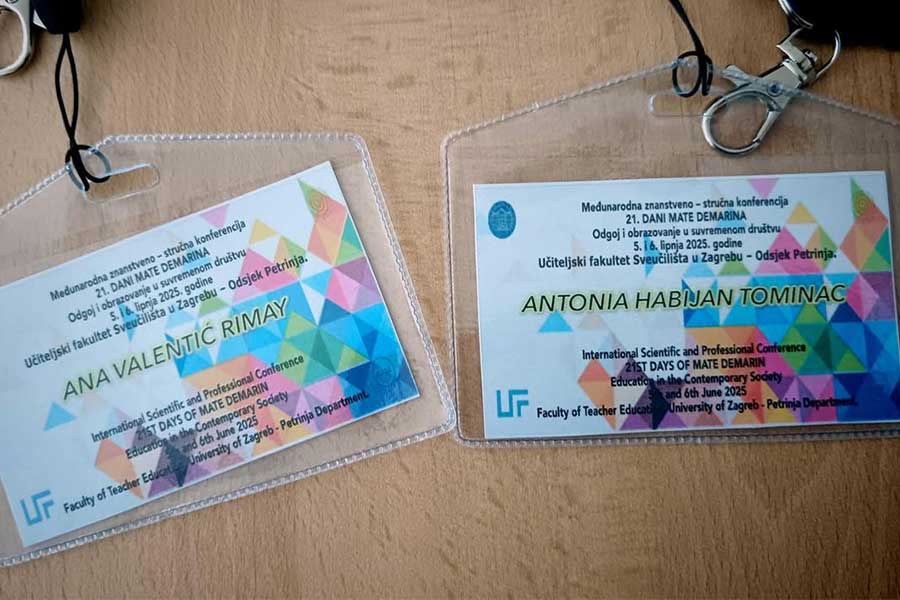 Međunarodna znanstveno – stručna konferencija
21. DANI MATE DEMARINA
Odgoj i obrazovanje u suvremenom društvu
5. i 6. lipnja 2025. godine
Učiteljski fakultet Sveučilišta u Zagrebu – Odsjek Petrinja.
ANA VALENTIĆ RIMAY
International Scientific and Professional Conference
21ST DAYS OF MATE DEMARIN
Education in the Contemporary Society
and 6th June 2025
Faculty of Teacher Education University of Zagreb - Petrinja Department.
UF
Međunarodna znanstveno – stručna konferencija
21. DANI MATE DEMARINA
Odgoj i obrazovanje u suvremenom društvu
5. i 6. lipnja 2025. godine
Učiteljski fakultet Sveučilišta u Zagrebu – Odsjek Petrinja.
ANTONIA HABIJAN TOMINAC
International Scientific and Professional Conference
21ST DAYS OF MATE DEMARIN
Education in the Contemporary Society
and 6th June 2025
Faculty of Teacher Education University of Zagreb - Petrinja Department.
UF